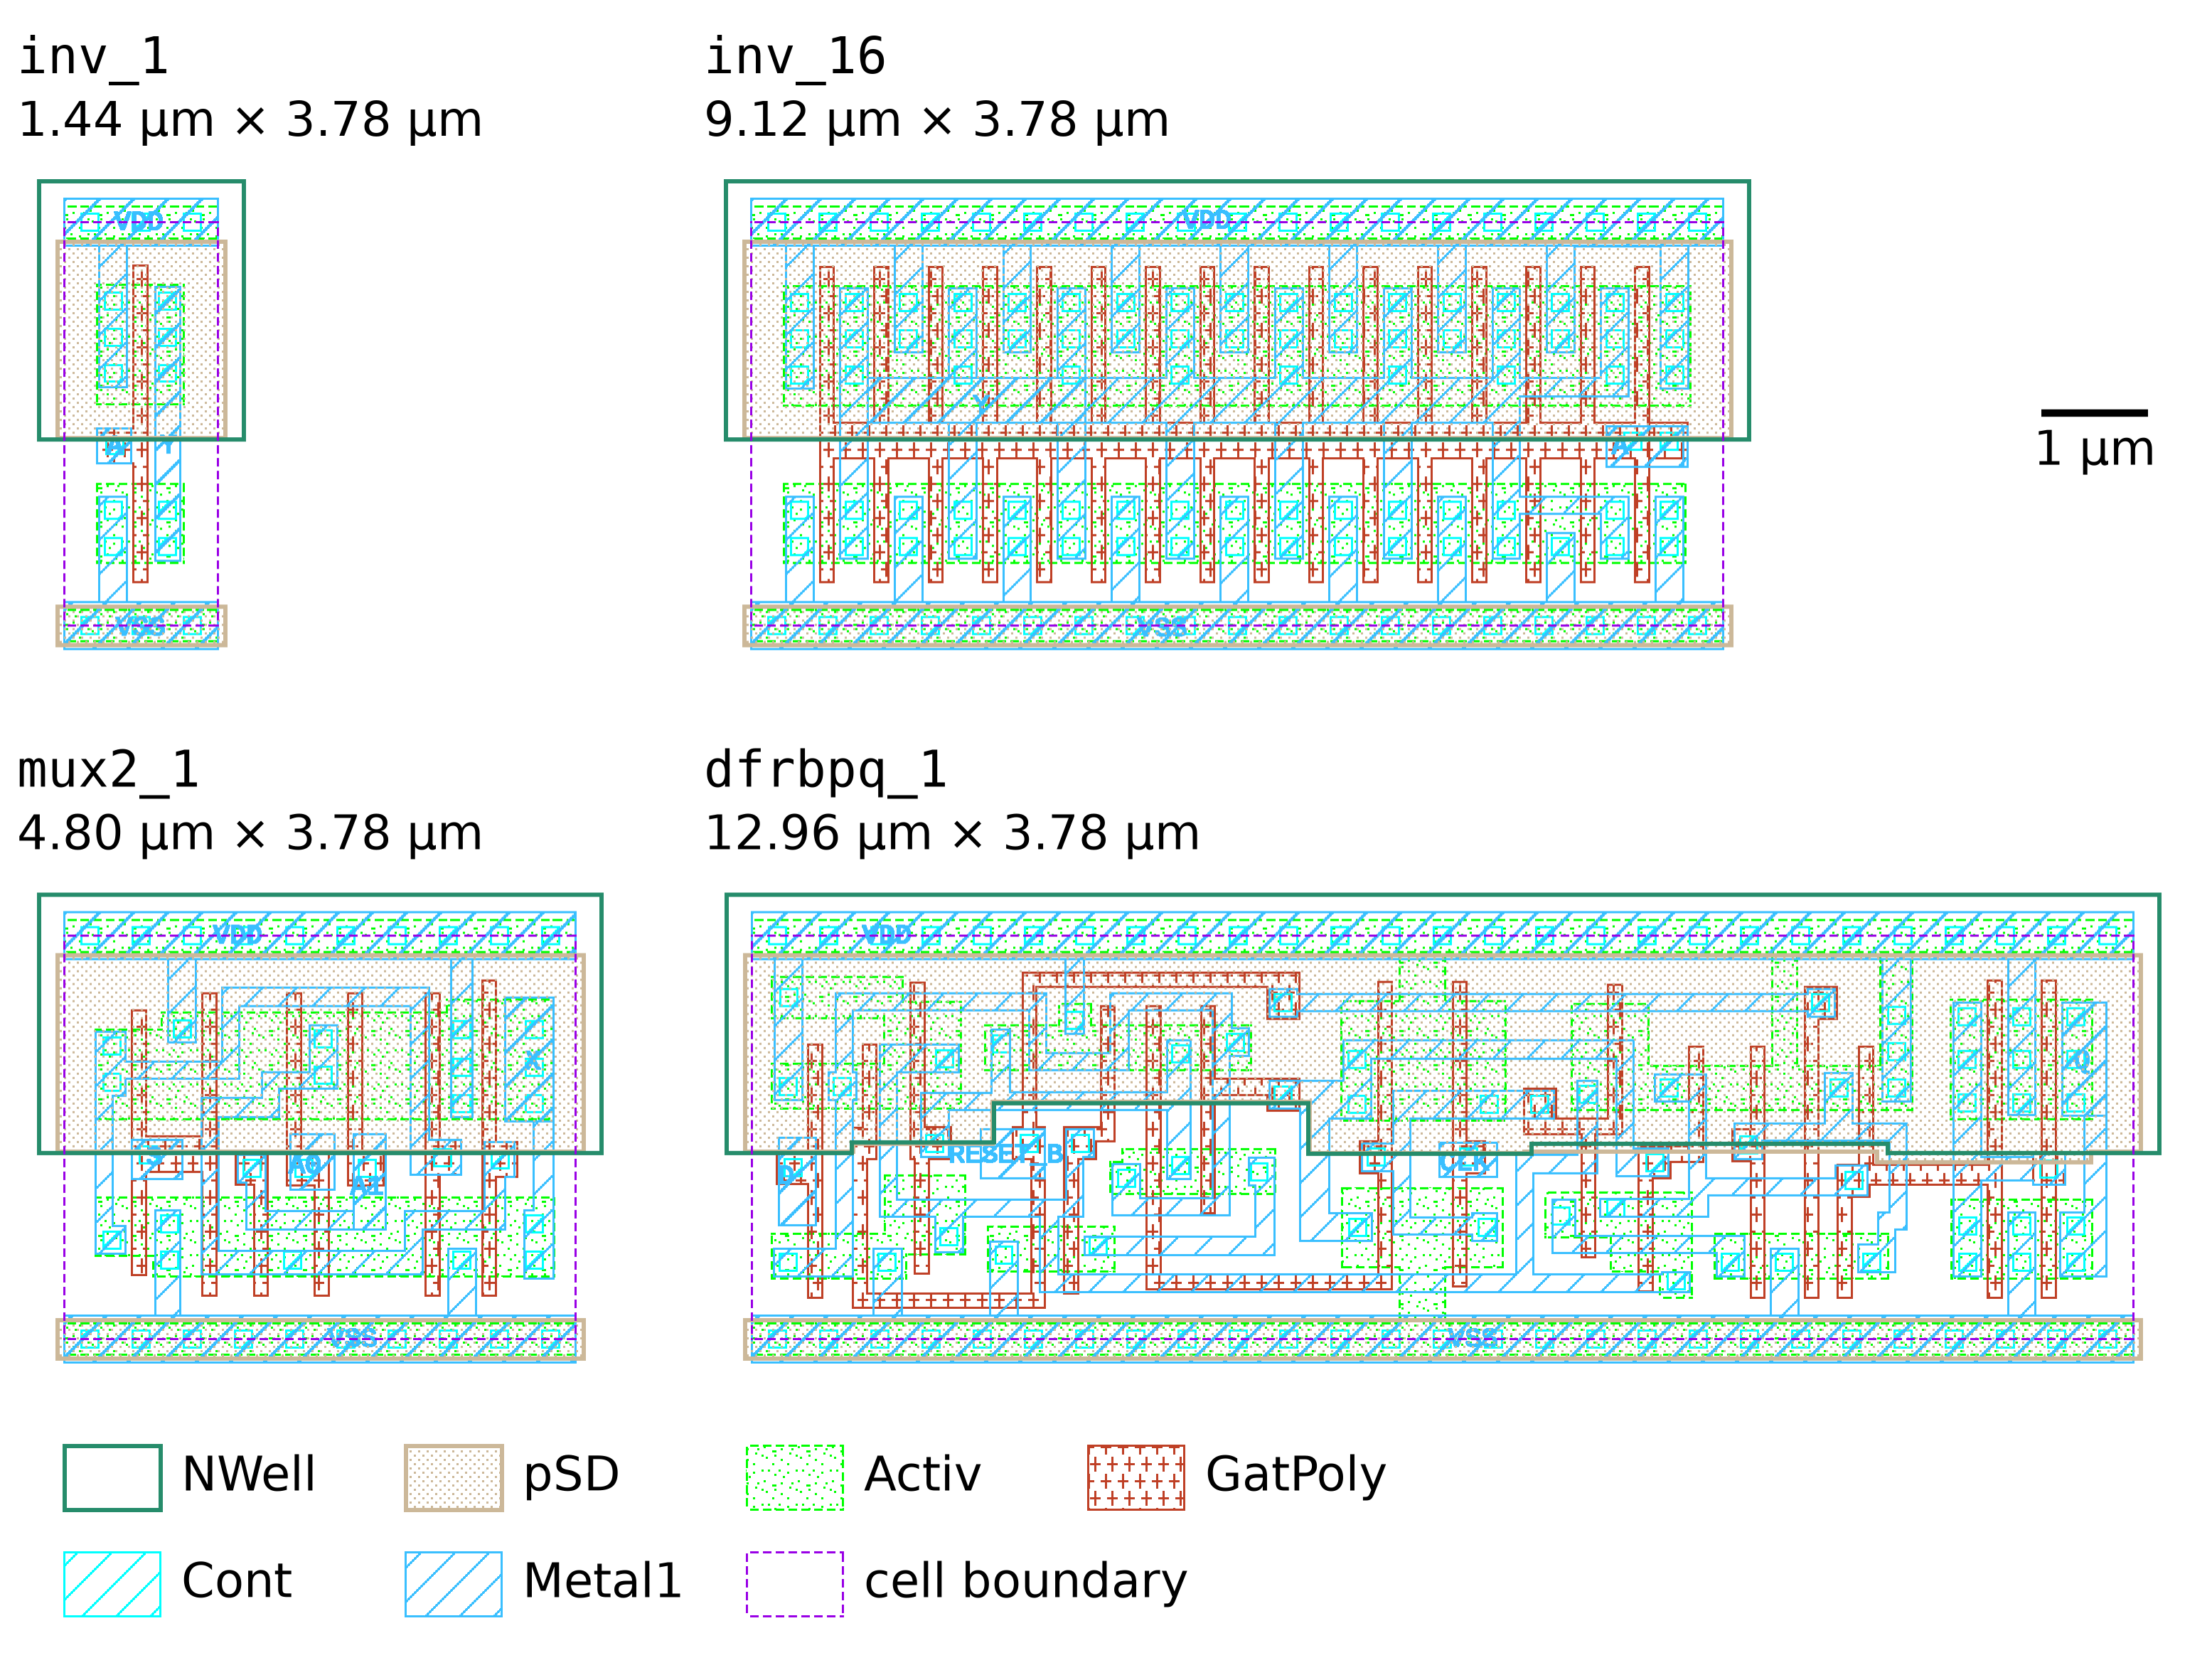 inv_1
1.44 µm × 3.78 µm
VDD
A
Y
VSS
inv_16
9.12 µm × 3.78 µm
VDD
Y
A
VSS
1 µm
mux2_1
4.80 µm × 3.78 µm
VDD
X
S
A0
A1
VSS
dfrbpq_1
12.96 µm × 3.78 µm
VDD
Q
D
RESET_B
CLK
VSS
NWell
pSD
Activ
GatPoly
Cont
Metal1
cell boundary